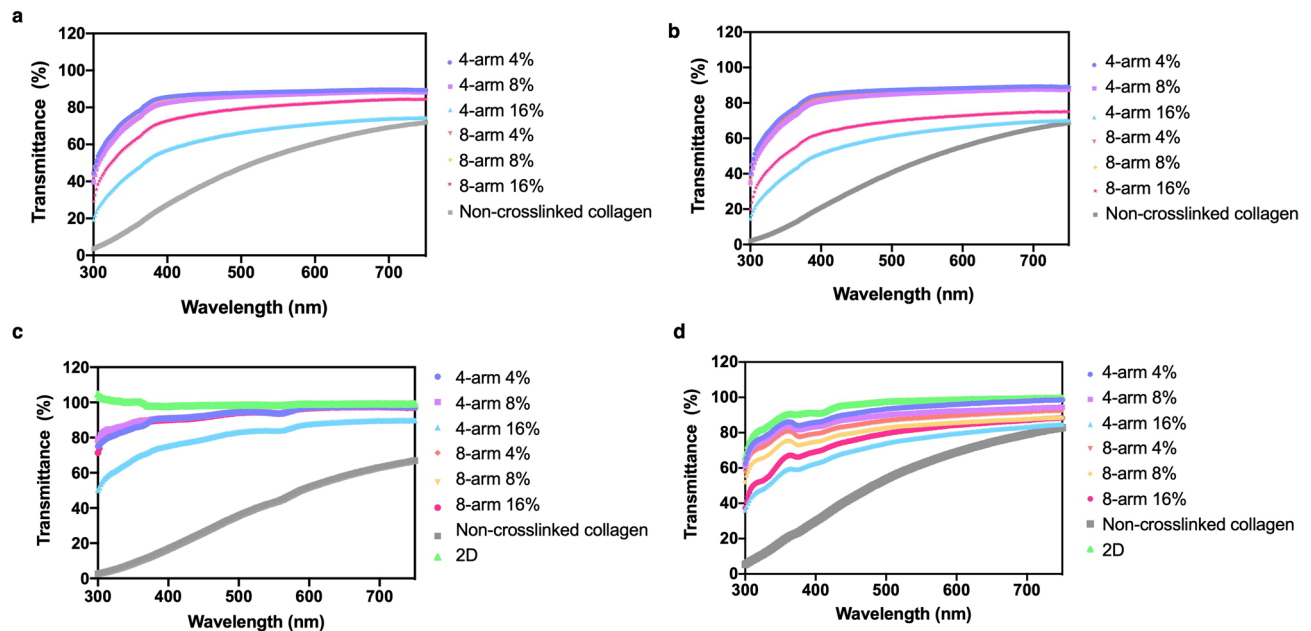 a
120
100
80
60
40
20
0
Transmittance (%)
300
400
500
600
700
Wavelength (nm)
4-arm 4%
4-arm 8%
4-arm 16%
8-arm 4%
8-arm 8%
8-arm 16%
Non-crosslinked collagen
b
120
100
80
60
40
20
0
Transmittance (%)
300
400
500
600
700
Wavelength (nm)
4-arm 4%
4-arm 8%
4-arm 16%
8-arm 4%
8-arm 8%
8-arm 16%
Non-crosslinked collagen
c
120
100
80
60
40
20
0
Transmittance (%)
300
400
500
600
700
Wavelength (nm)
4-arm 4%
4-arm 8%
4-arm 16%
8-arm 4%
8-arm 8%
8-arm 16%
Non-crosslinked collagen
2D
d
120
100
80
60
40
20
0
Transmittance (%)
300
400
500
600
700
Wavelength (nm)
4-arm 4%
4-arm 8%
4-arm 16%
8-arm 4%
8-arm 8%
8-arm 16%
Non-crosslinked collagen
2D